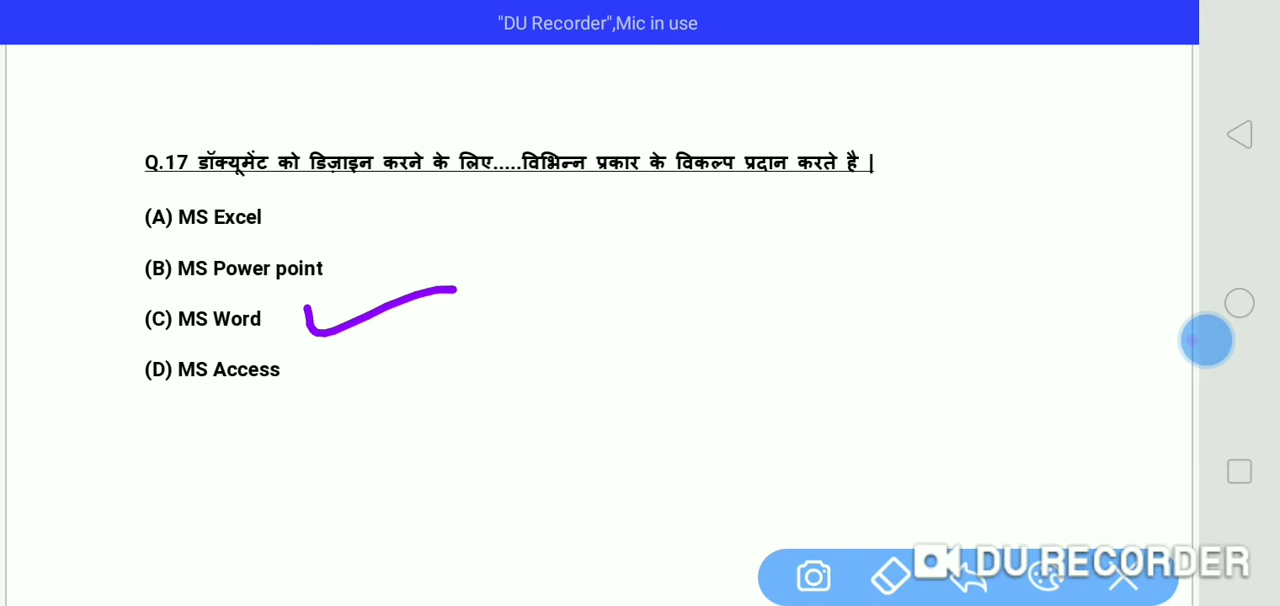 "DU Recorder",Mic in use
Q.17 डॉक्यूमेंट को डिज़ाइन करने के लिए.....विभिन्न प्रकार के विकल्प प्रदान करते है |
(A) MS Excel
(B) MS Power point
(C) MS Word
(D) MS Access
DU RECORDER